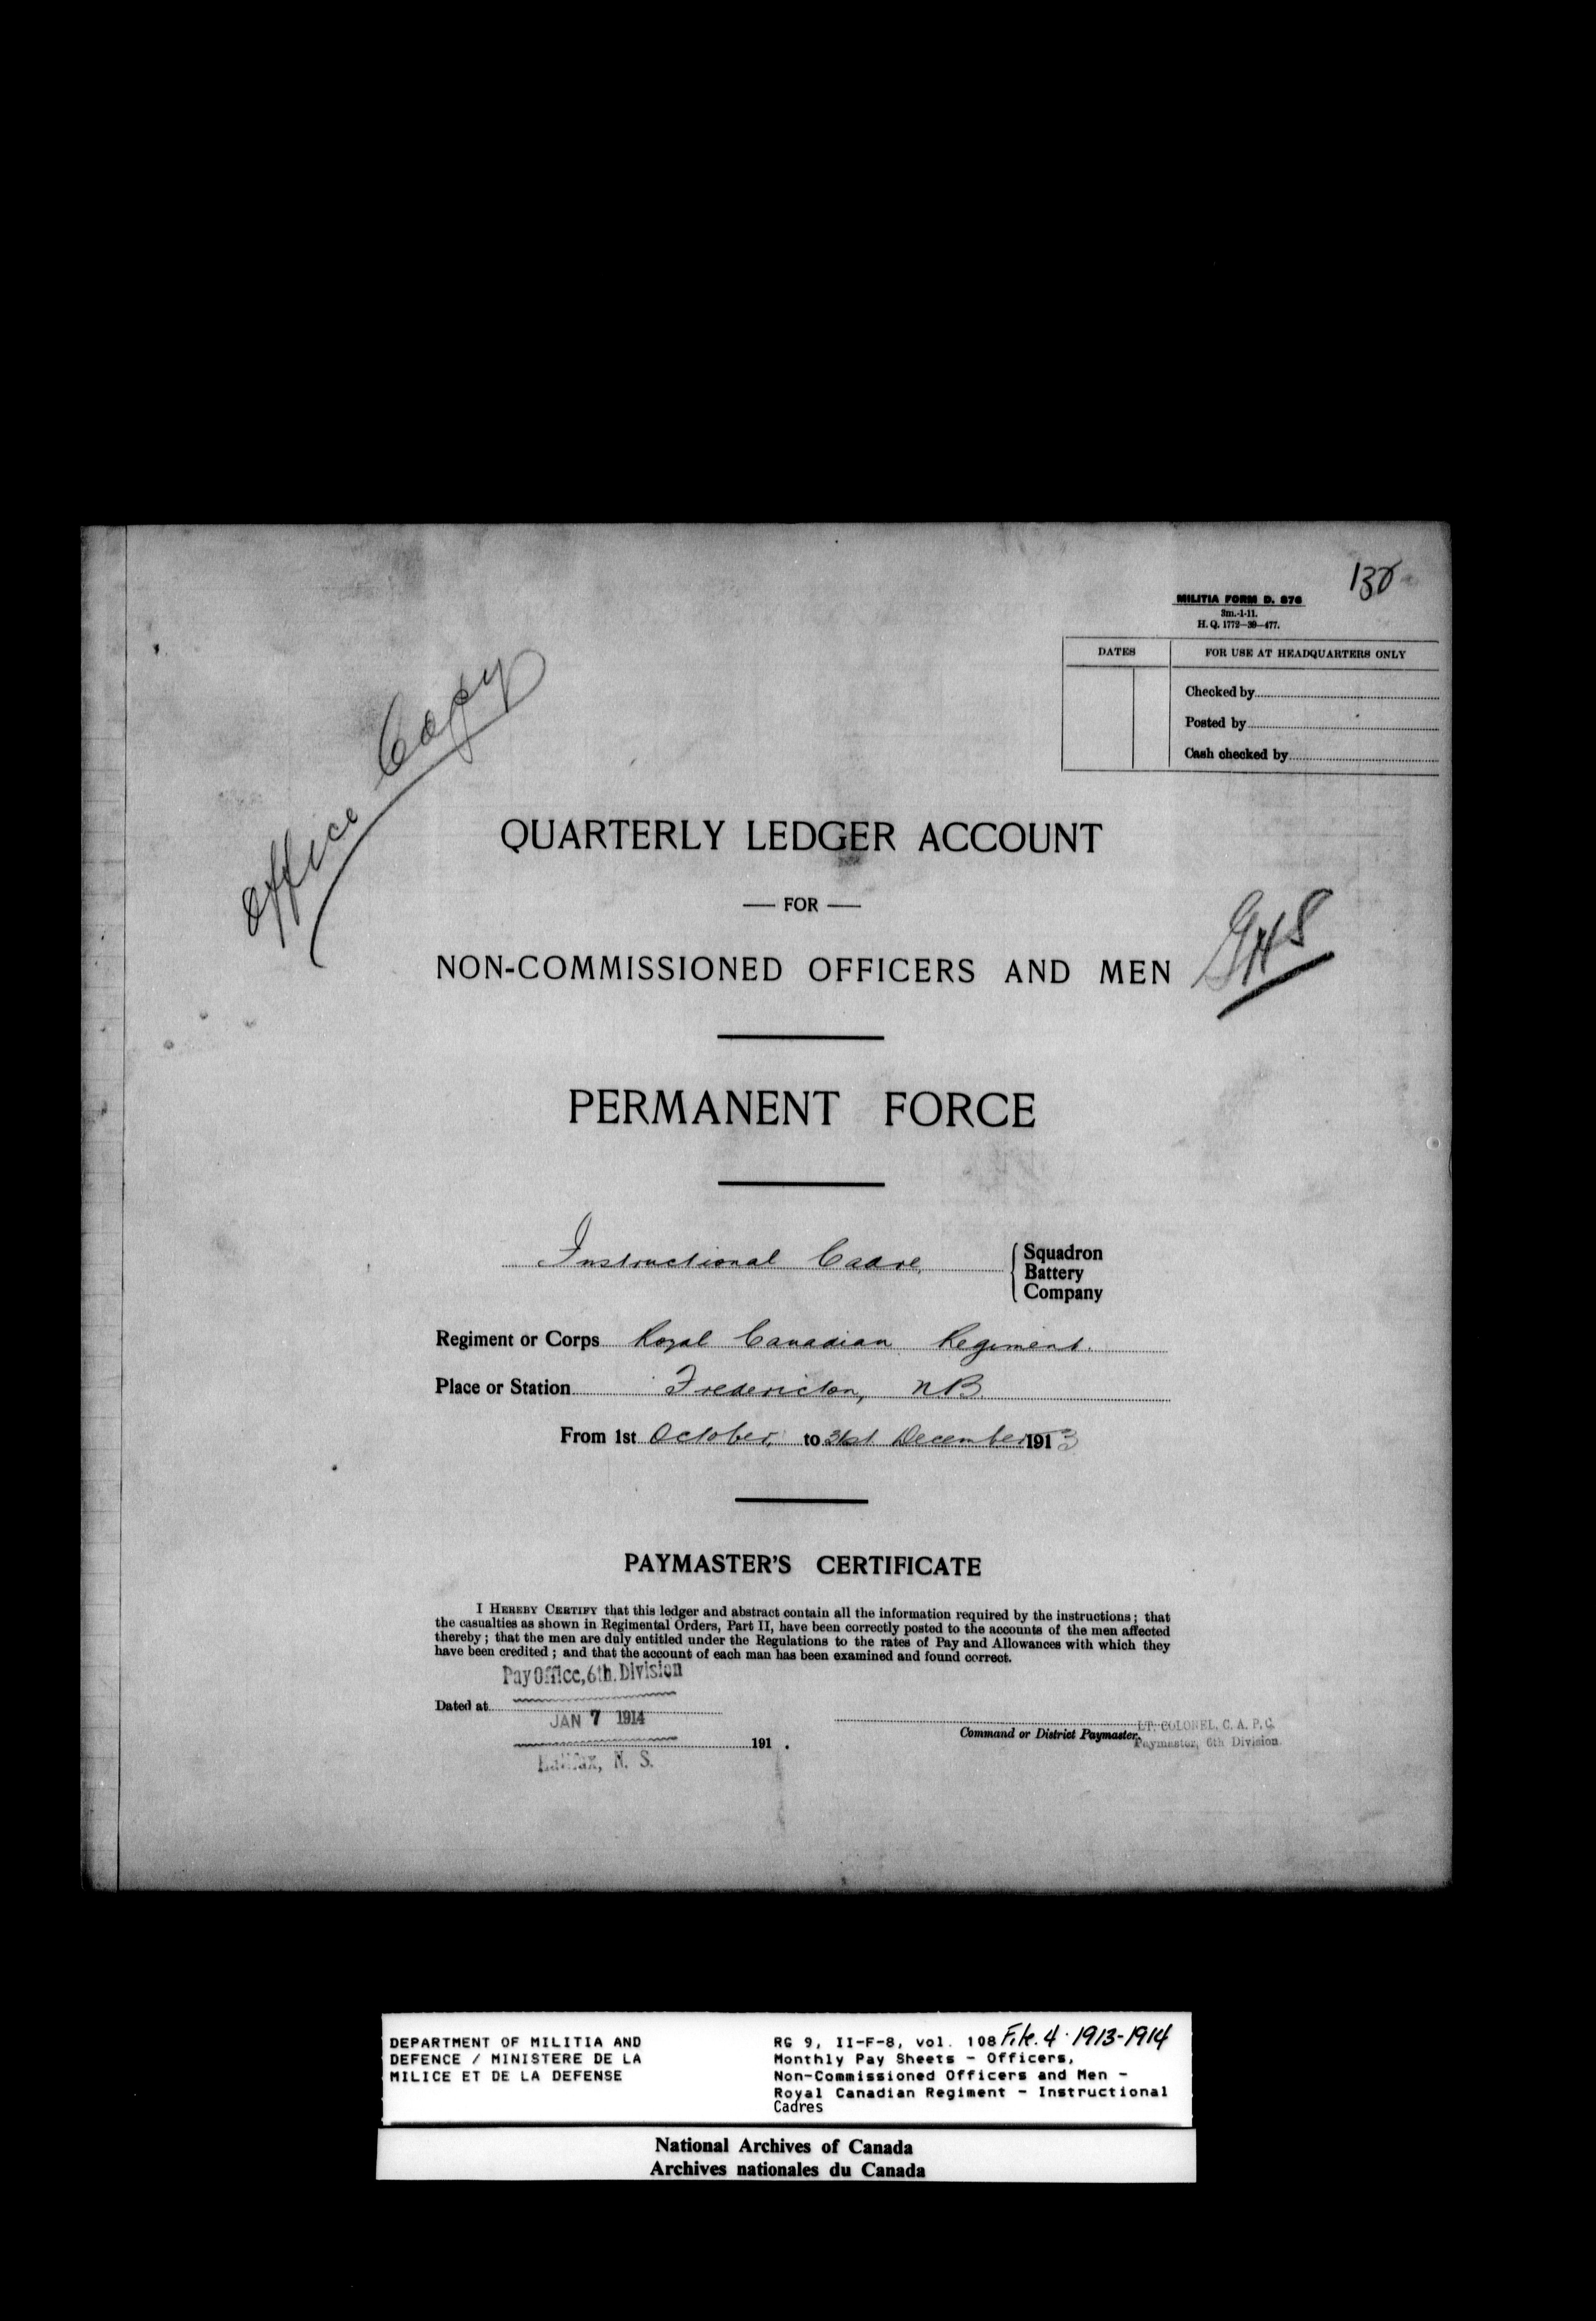 MILITIA FORM D. 876
3m.-1-11.
H. Q. 1772—39—477.
DATES
FOR USE AT HEADQUARTERS ONLY
Checked by
Posted by
Cash checked by
Office Copy
QUARTERLY LEDGER ACCOUNT
— FOR —
NON-COMMISSIONED OFFICERS AND MEN
PERMANENT FORCE
Instructional Cadre,
Squadron
Battery
Company
Regiment or Corps Royal Canadian Regiment.
Place or Station Fredericton, N.B.
From 1st October, to 31st December 1913
PAYMASTER'S CERTIFICATE
I HEREBY CERTIFY that this ledger and abstract contain all the information required by the instructions; that
the casualties as shown in Regimental Orders, Part II, have been correctly posted to the accounts of the men affected
thereby; that the men are duly entitled under the Regulations to the rates of Pay and Allowances with which they
have been credited; and that the account of each man has been examined and found correct.
Pay Office, 6th. Division
Dated at
JAN 7 1914
191 .
Halifax, N. S.
Command or District Paymaster.
LT. COLONEL, C. A. P. C.
Paymaster, 6th Division.
DEPARTMENT OF MILITIA AND
DEFENCE / MINISTERE DE LA
MILICE ET DE LA DEFENSE
RG 9, II-F-8, vol. 108 File. 4. 1913-1914
Monthly Pay Sheets - Officers,
Non-Commissioned Officers and Men -
Royal Canadian Regiment - Instructional
Cadres
National Archives of Canada
Archives nationales du Canada